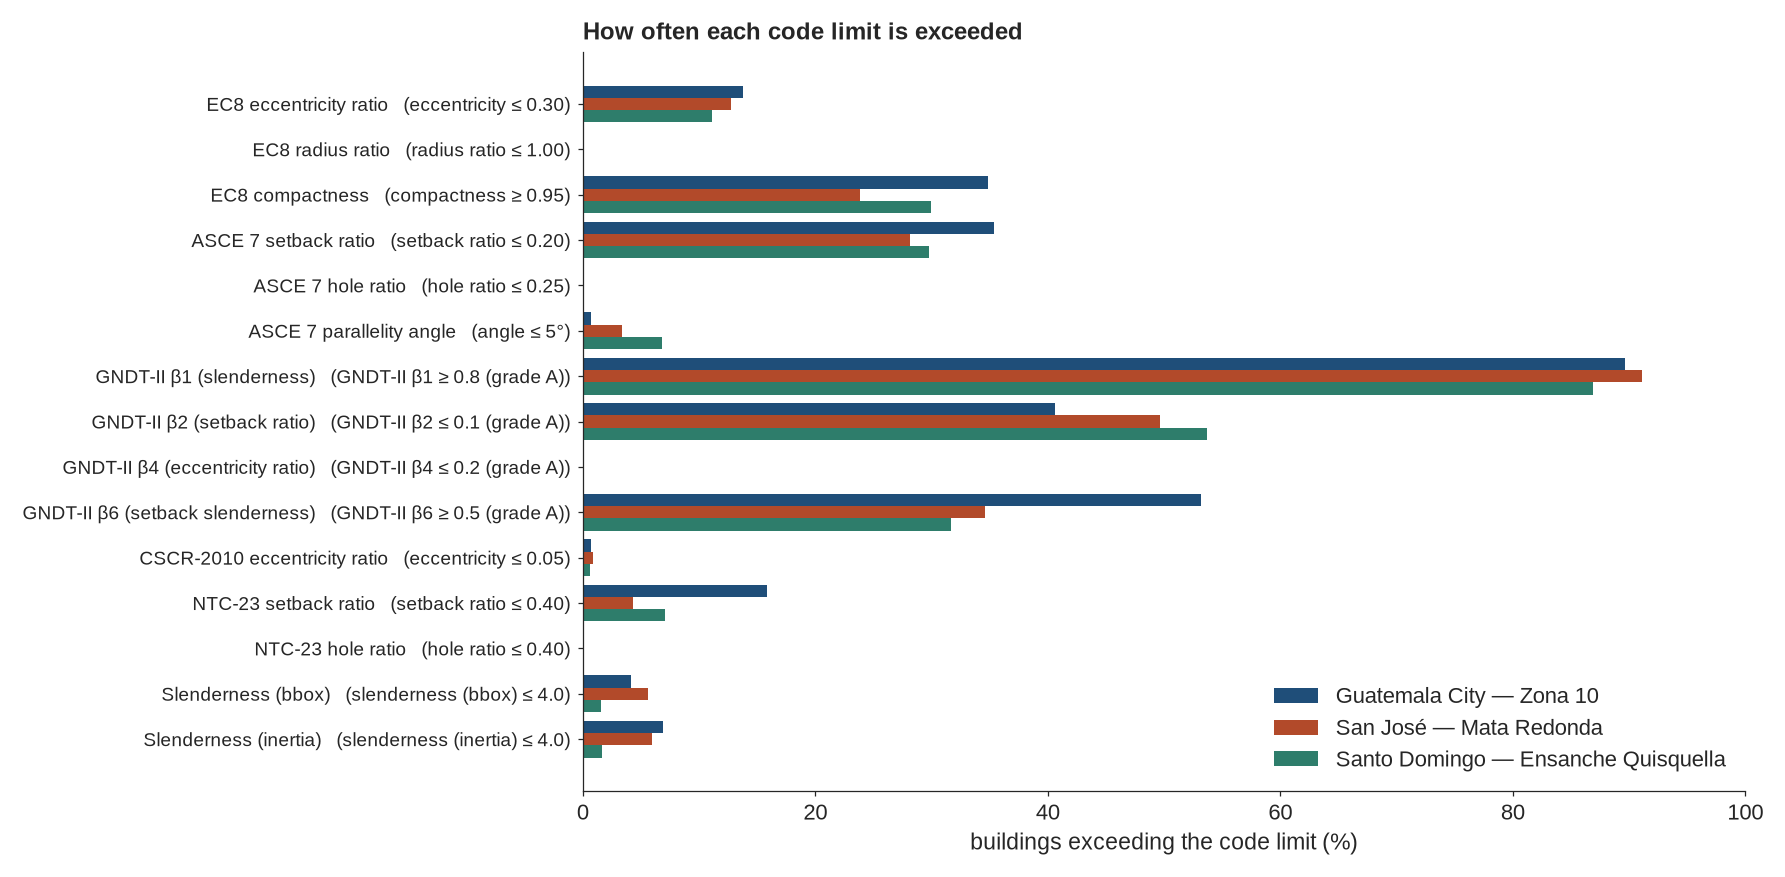 How often each code limit is exceeded
EC8 eccentricity ratio (eccentricity ≤ 0.30)
EC8 radius ratio (radius ratio ≤ 1.00)
EC8 compactness (compactness ≥ 0.95)
ASCE 7 setback ratio (setback ratio ≤ 0.20)
ASCE 7 hole ratio (hole ratio ≤ 0.25)
ASCE 7 parallelity angle (angle ≤ 5°)
GNDT-II β1 (slenderness) (GNDT-II β1 ≥ 0.8 (grade A))
GNDT-II β2 (setback ratio) (GNDT-II β2 ≤ 0.1 (grade A))
GNDT-II β4 (eccentricity ratio) (GNDT-II β4 ≤ 0.2 (grade A))
GNDT-II β6 (setback slenderness) (GNDT-II β6 ≥ 0.5 (grade A))
CSCR-2010 eccentricity ratio (eccentricity ≤ 0.05)
NTC-23 setback ratio (setback ratio ≤ 0.40)
NTC-23 hole ratio (hole ratio ≤ 0.40)
Slenderness (bbox) (slenderness (bbox) ≤ 4.0)
Slenderness (inertia) (slenderness (inertia) ≤ 4.0)
Guatemala City — Zona 10
San José — Mata Redonda
Santo Domingo — Ensanche Quisquella
0 20 40 60 80 100
buildings exceeding the code limit (%)